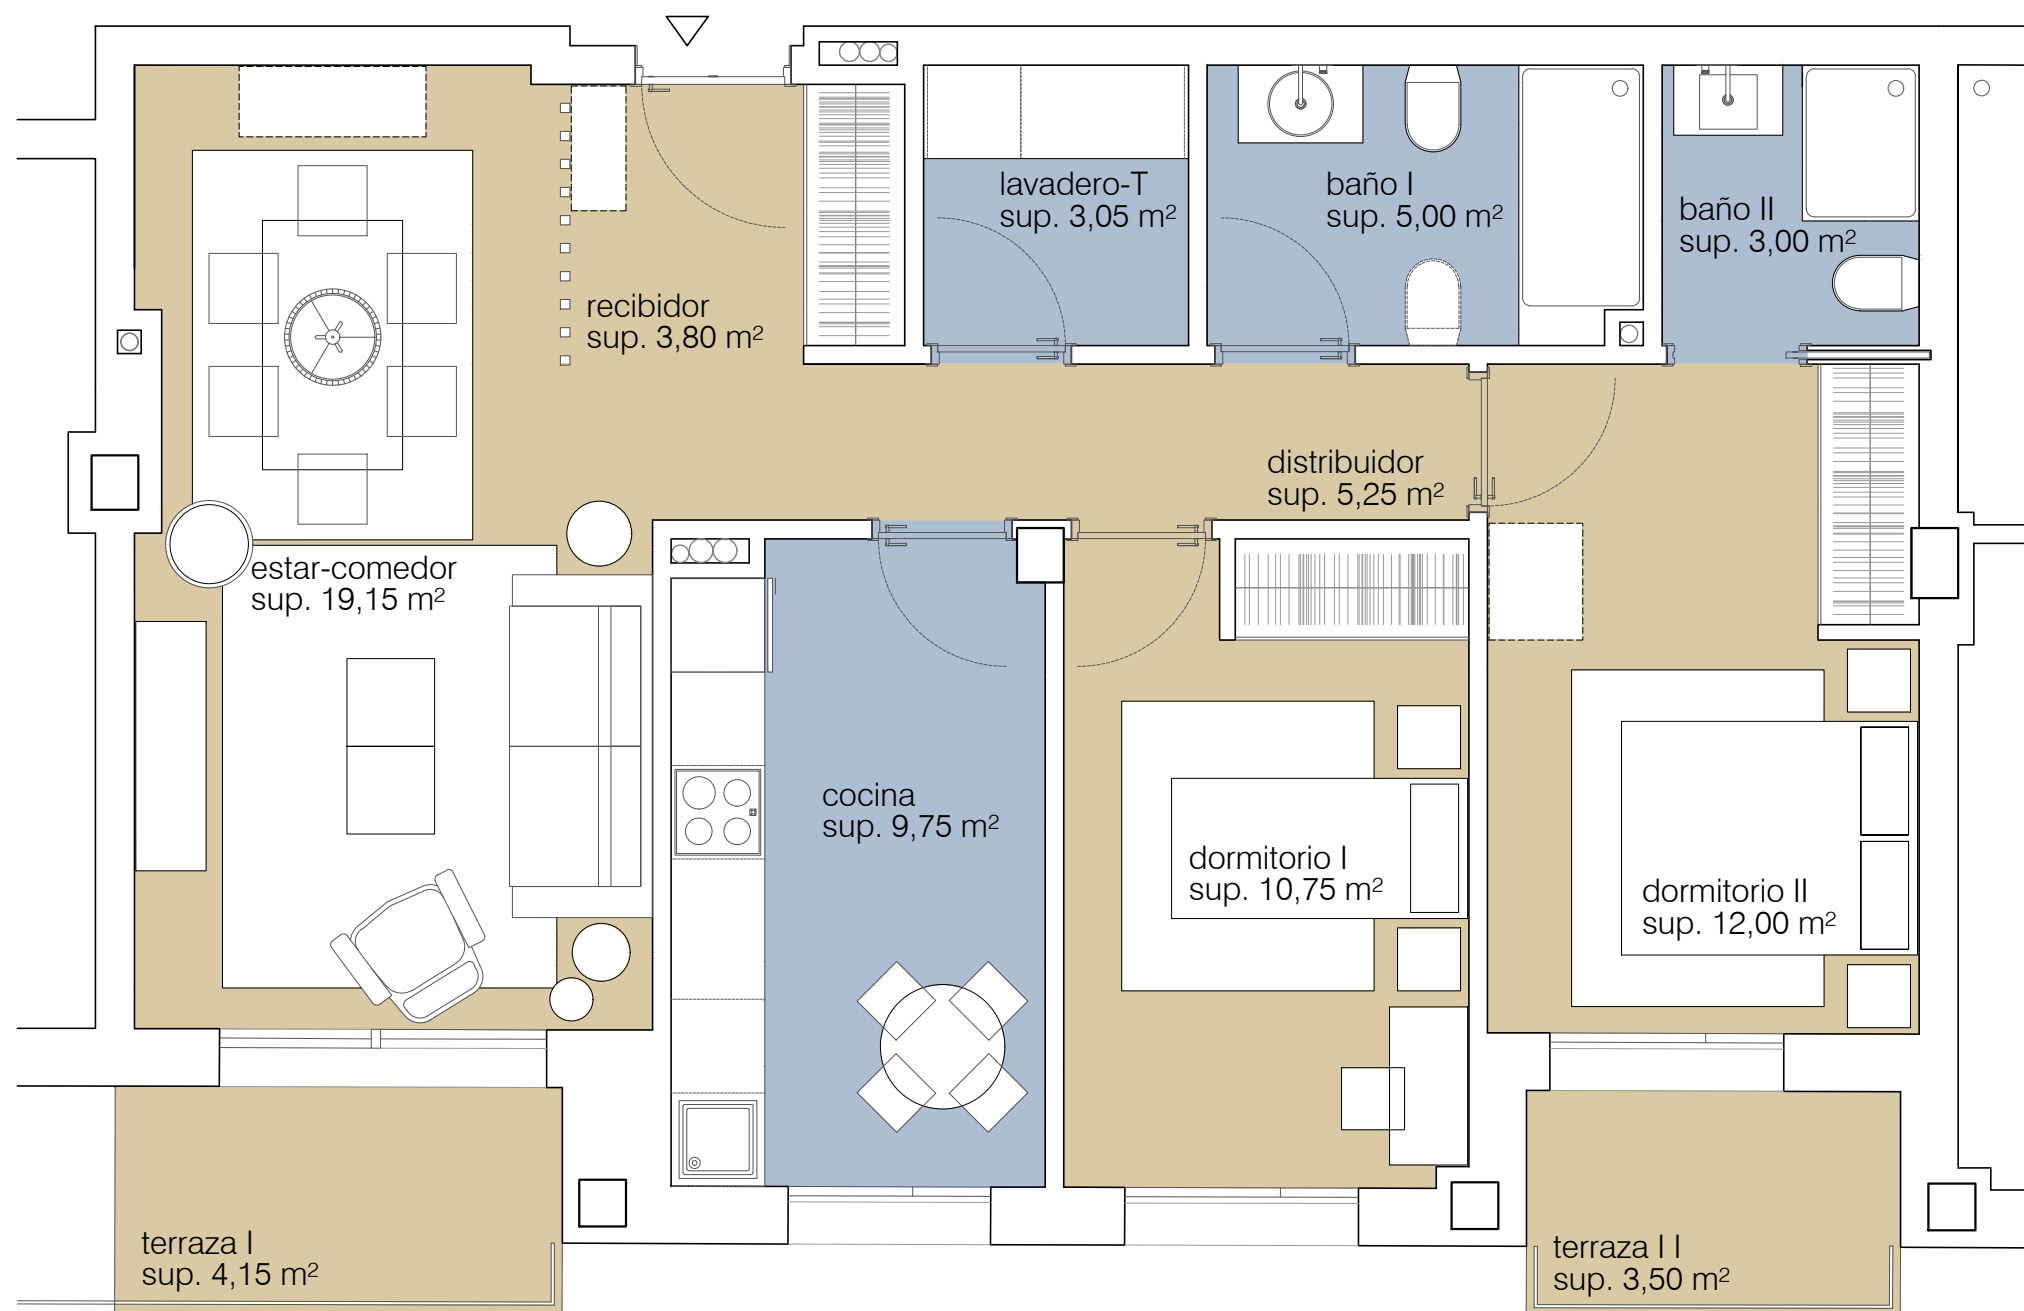 lavadero-T
sup. 3,05 m²
baño I
sup. 5,00 m²
baño II
sup. 3,00 m²
recibidor
sup. 3,80 m²
distribuidor
sup. 5,25 m²
estar-comedor
sup. 19,15 m²
cocina
sup. 9,75 m²
dormitorio I
sup. 10,75 m²
dormitorio II
sup. 12,00 m²
terraza I
sup. 4,15 m²
terraza I I
sup. 3,50 m²